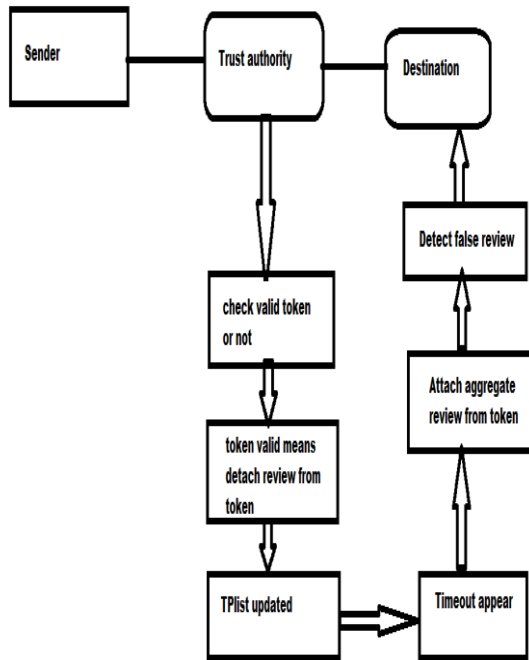 Sender
Trust authority
Destination
check valid token
or not
token valid means
detach review from
token
TPlist updated
Timeout appear
Attach aggregate
review from token
Detect false review